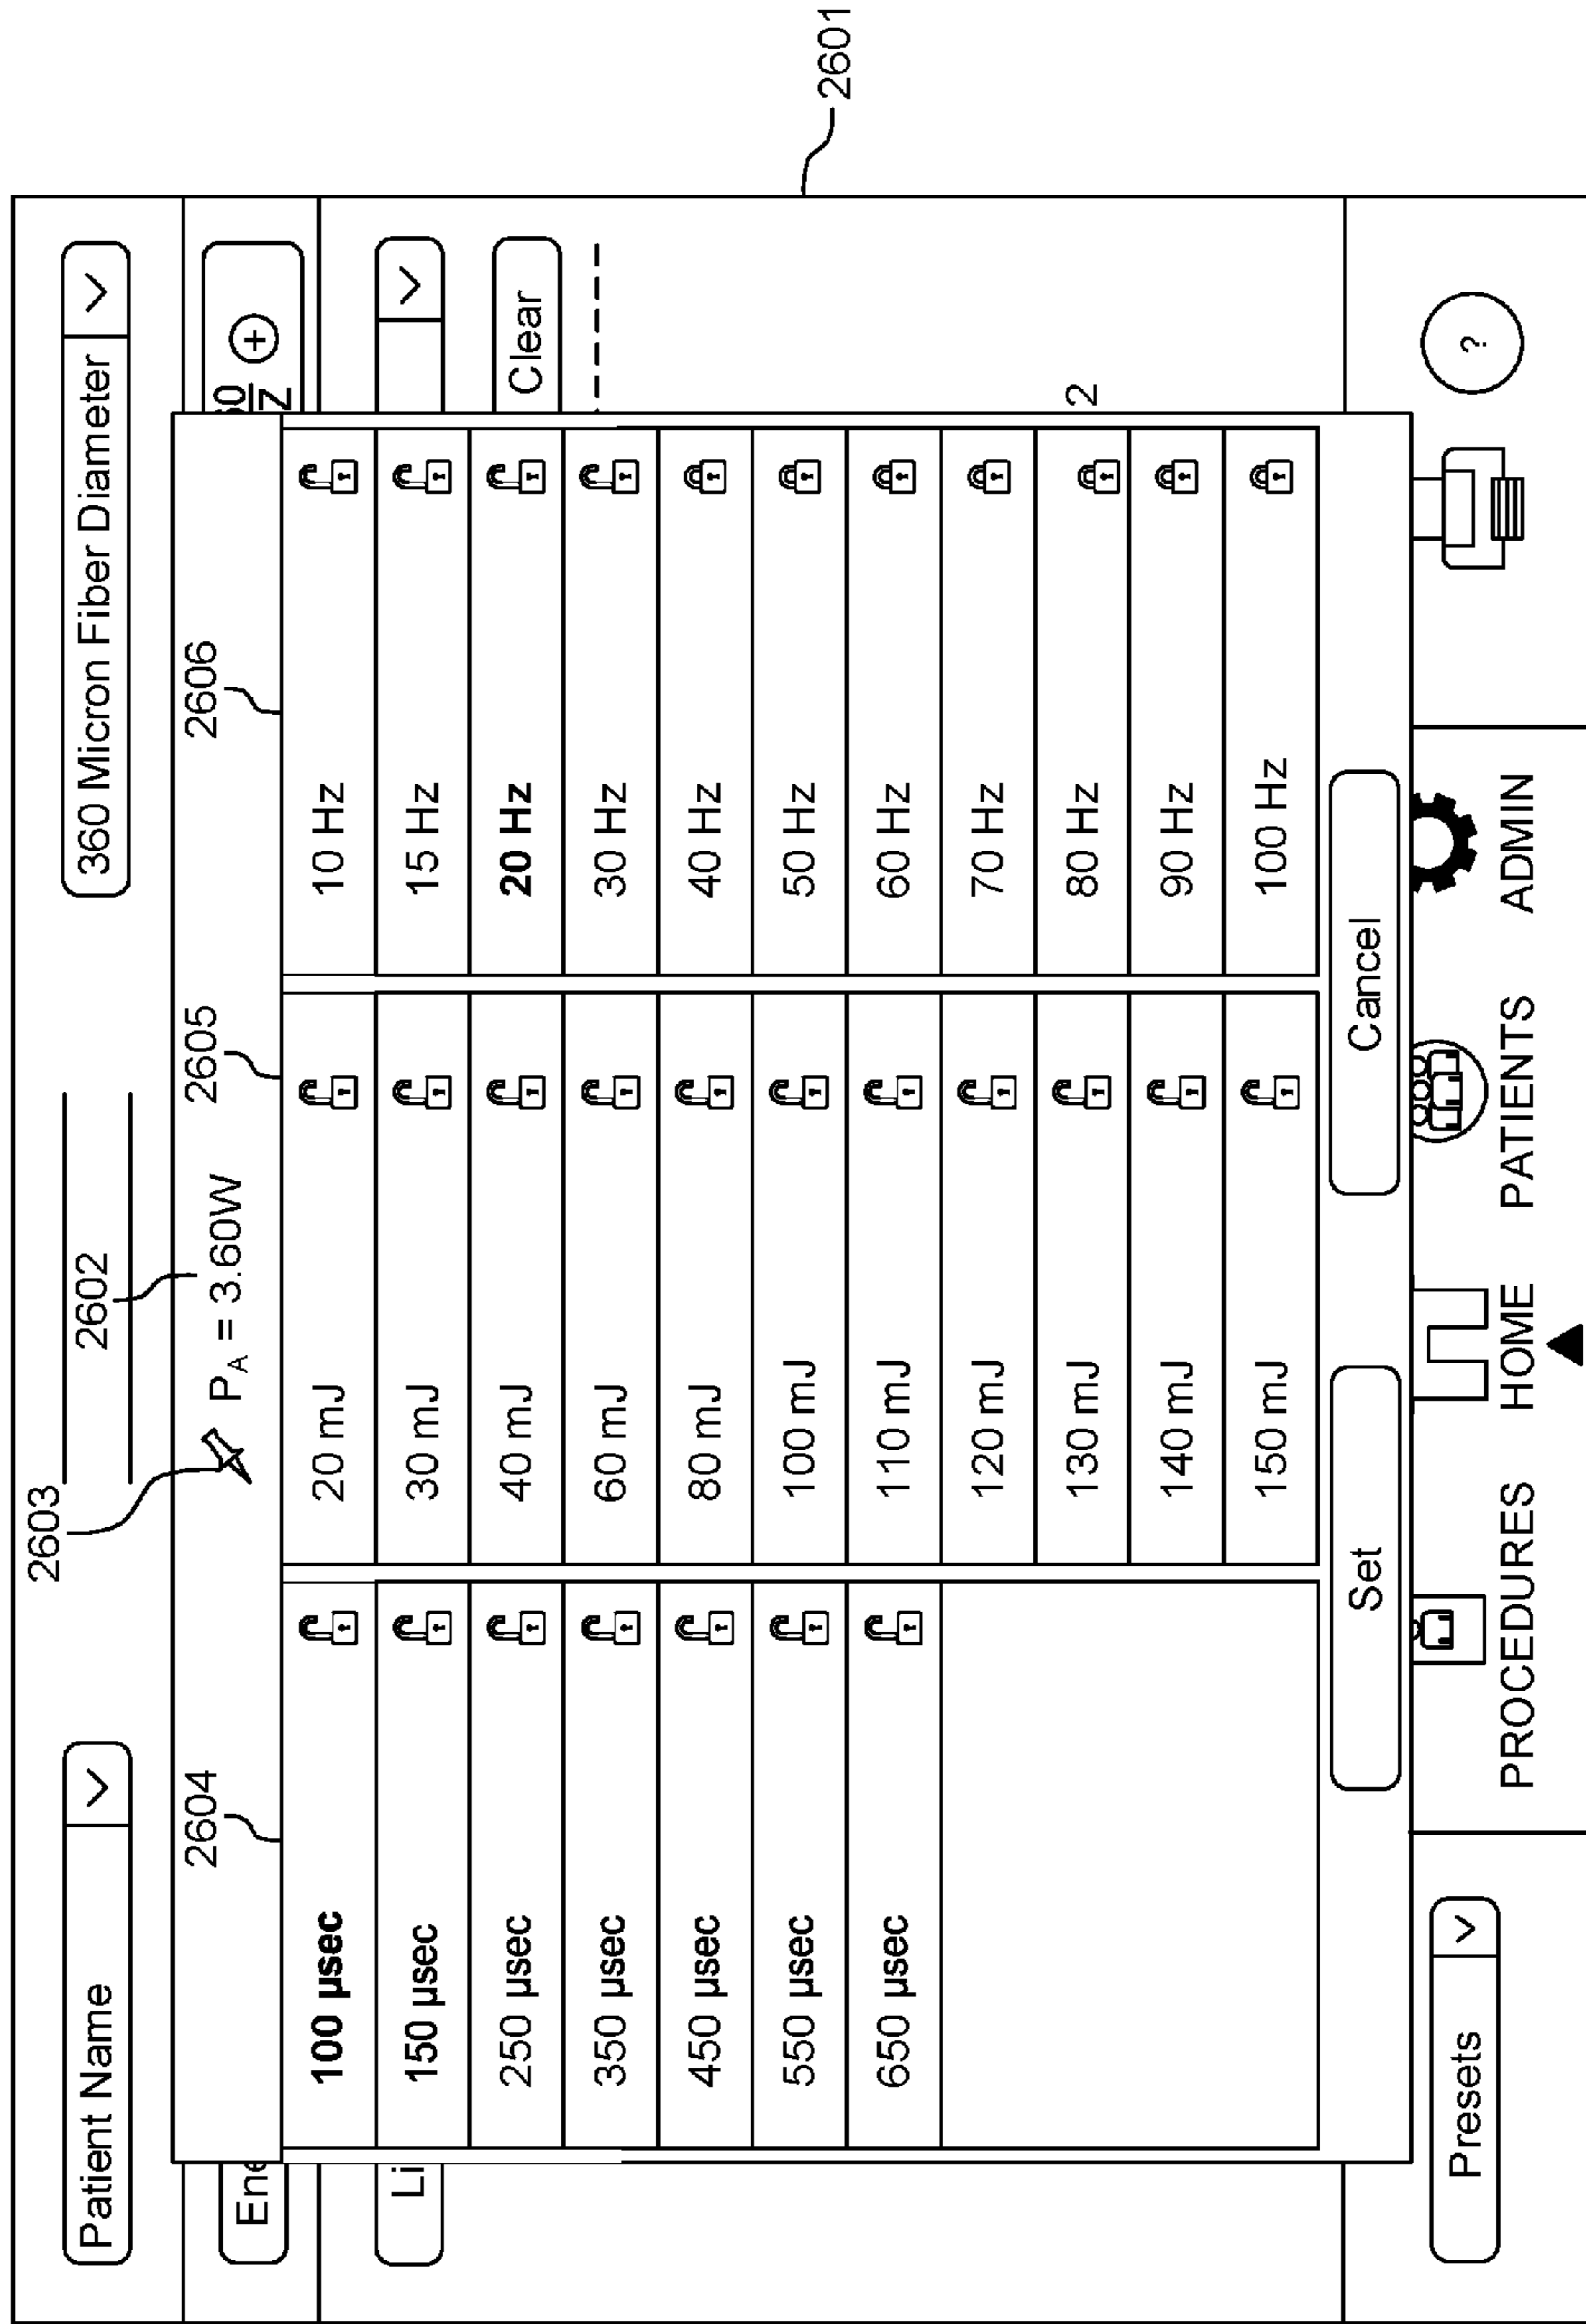 2603
2602
2601
Patient Name
360 Micron Fiber Diameter
2604
2605
2606
Ene
P_A = 3.60W
60
Z
+
Li
Clear
2
100 µsec
150 µsec
250 µsec
350 µsec
450 µsec
550 µsec
650 µsec
20 mJ
30 mJ
40 mJ
60 mJ
80 mJ
100 mJ
110 mJ
120 mJ
130 mJ
140 mJ
150 mJ
10 Hz
15 Hz
20 Hz
30 Hz
40 Hz
50 Hz
60 Hz
70 Hz
80 Hz
90 Hz
100 Hz
Set
Cancel
Presets
PROCEDURES
HOME
PATIENTS
ADMIN
?